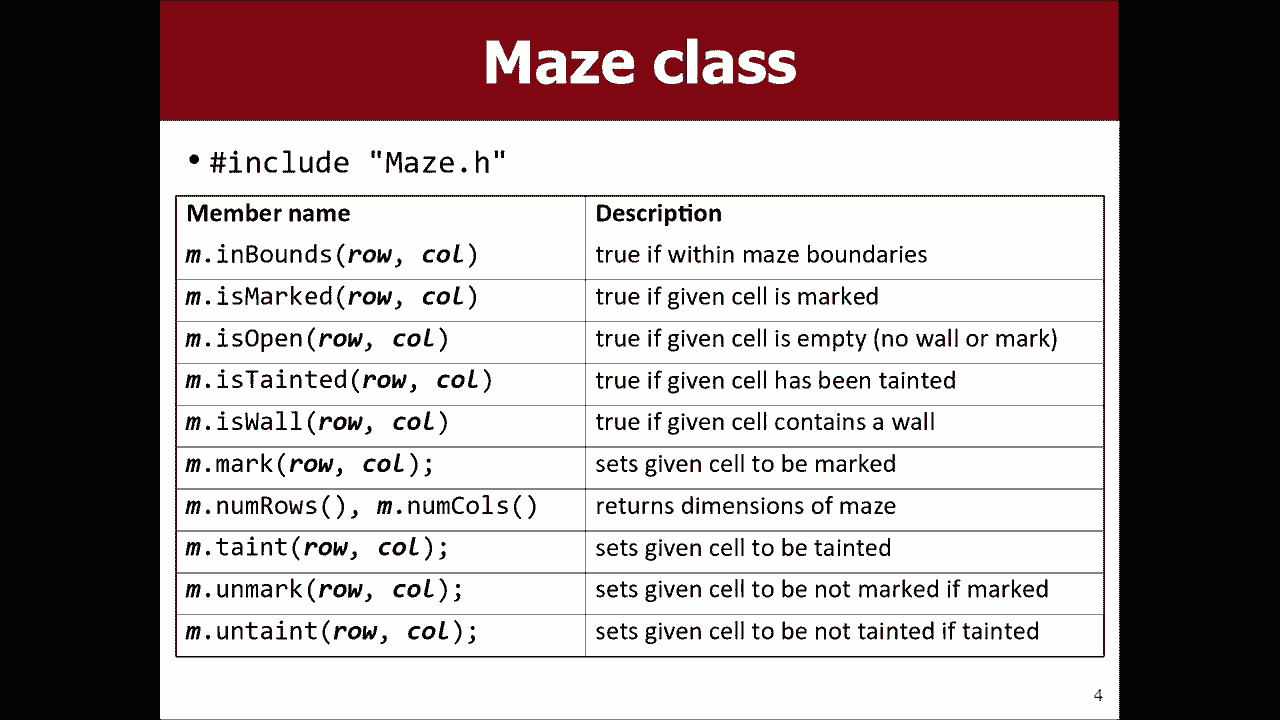 Maze class
• #include "Maze.h"
Member name Description
m.inBounds(row, col) true if within maze boundaries
m.isMarked(row, col) true if given cell is marked
m.isOpen(row, col) true if given cell is empty (no wall or mark)
m.isTainted(row, col) true if given cell has been tainted
m.isWall(row, col) true if given cell contains a wall
m.mark(row, col); sets given cell to be marked
m.numRows(), m.numCols() returns dimensions of maze
m.taint(row, col); sets given cell to be tainted
m.unmark(row, col); sets given cell to be not marked if marked
m.untaint(row, col); sets given cell to be not tainted if tainted
4